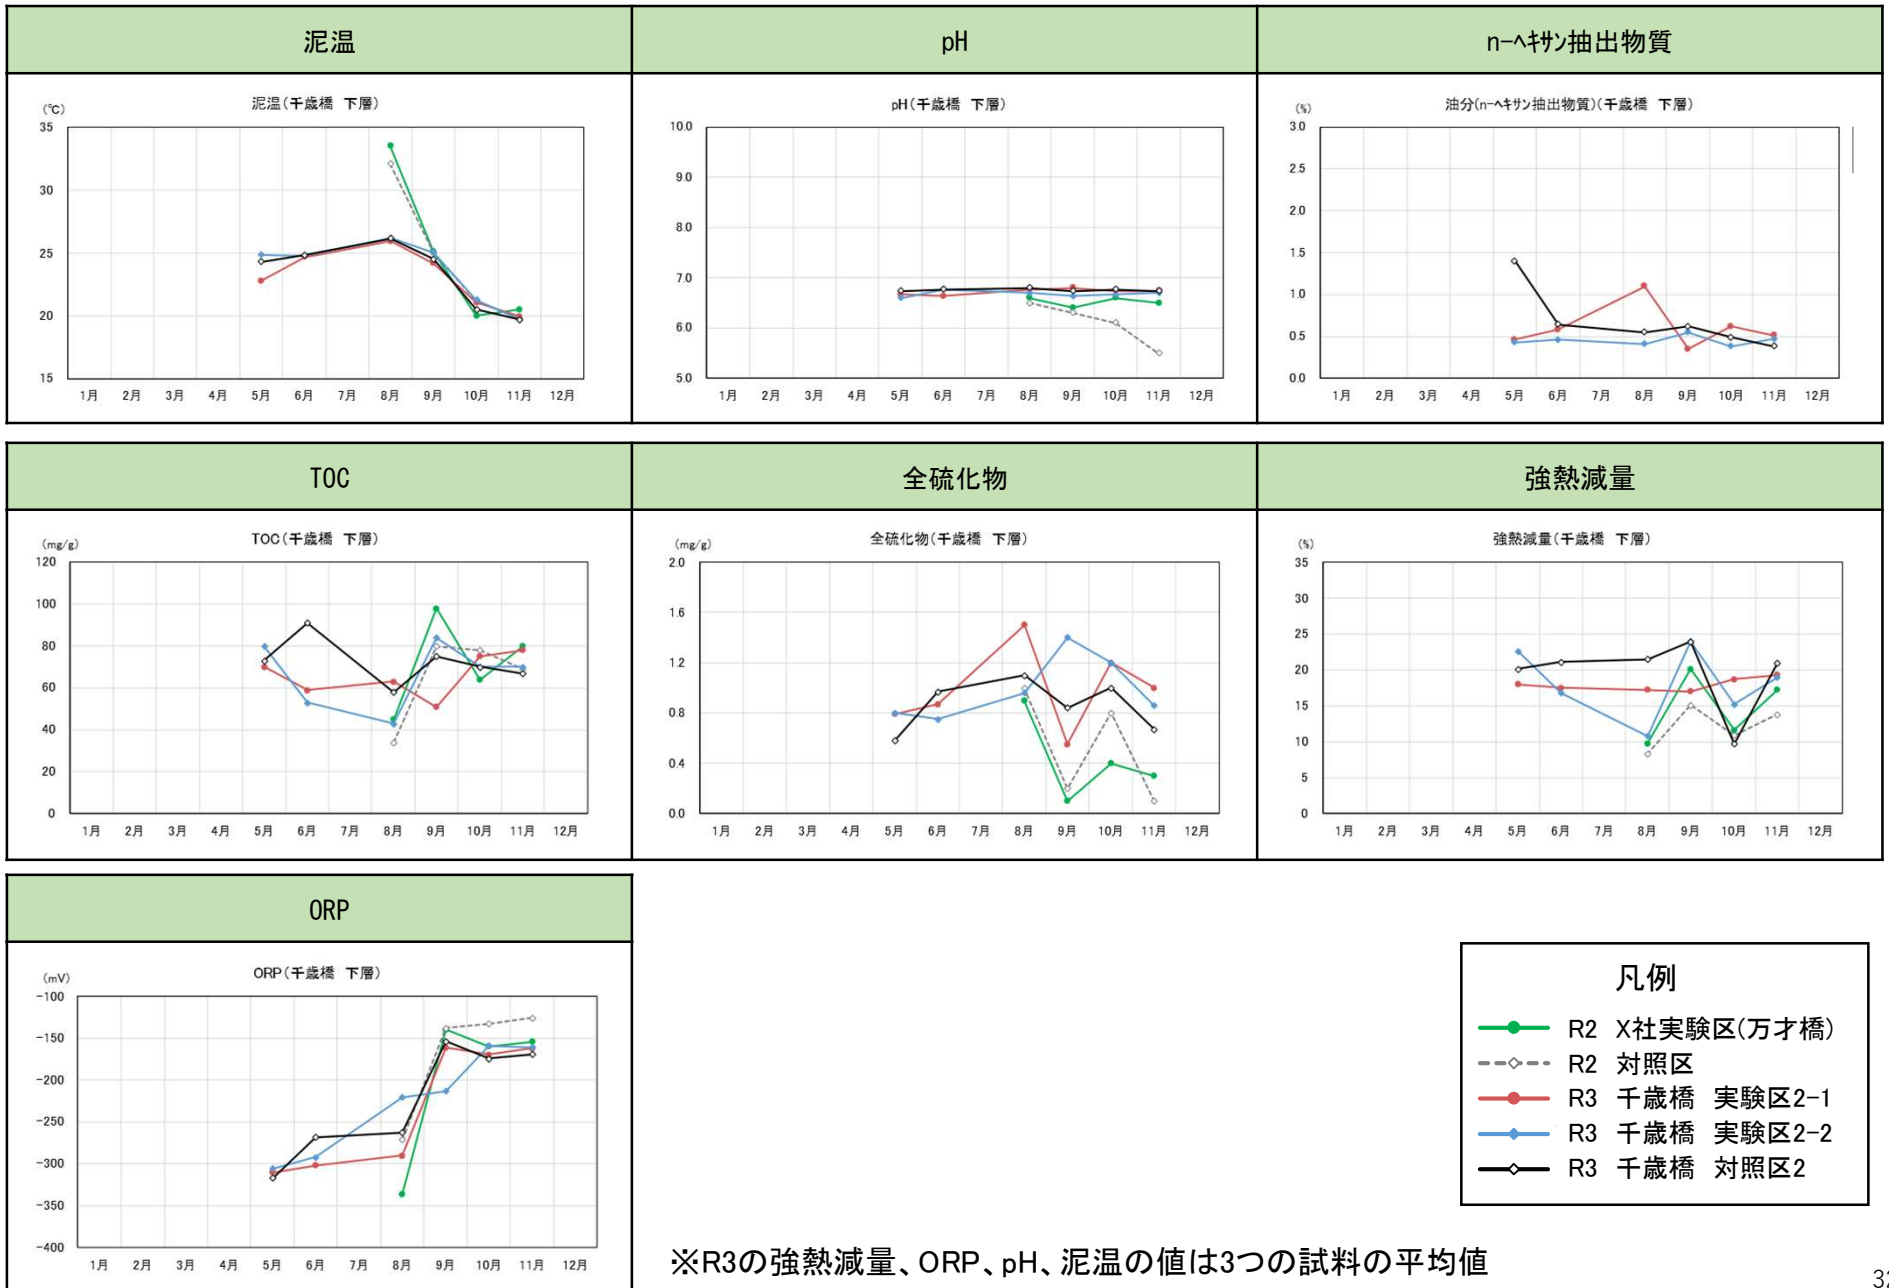 泥温
pH
n-ヘキサン抽出物質
泥温(千歳橋 下層)
(℃)
35
30
25
20
15
1月 2月 3月 4月 5月 6月 7月 8月 9月 10月 11月 12月
pH(千歳橋 下層)
10.0
9.0
8.0
7.0
6.0
5.0
1月 2月 3月 4月 5月 6月 7月 8月 9月 10月 11月 12月
油分(n-ヘキサン抽出物質)(千歳橋 下層)
(%)
3.0
2.5
2.0
1.5
1.0
0.5
0.0
1月 2月 3月 4月 5月 6月 7月 8月 9月 10月 11月 12月
TOC
全硫化物
強熱減量
TOC(千歳橋 下層)
(mg/g)
120
100
80
60
40
20
0
1月 2月 3月 4月 5月 6月 7月 8月 9月 10月 11月 12月
全硫化物(千歳橋 下層)
(mg/g)
2.0
1.6
1.2
0.8
0.4
0.0
1月 2月 3月 4月 5月 6月 7月 8月 9月 10月 11月 12月
強熱減量(千歳橋 下層)
(%)
35
30
25
20
15
10
5
0
1月 2月 3月 4月 5月 6月 7月 8月 9月 10月 11月 12月
ORP
ORP(千歳橋 下層)
(mV)
-100
-150
-200
-250
-300
-350
-400
1月 2月 3月 4月 5月 6月 7月 8月 9月 10月 11月 12月
凡例
R2 X社実験区(万才橋)
R2 対照区
R3 千歳橋 実験区2-1
R3 千歳橋 実験区2-2
R3 千歳橋 対照区2
※R3の強熱減量、ORP、pH、泥温の値は3つの試料の平均値